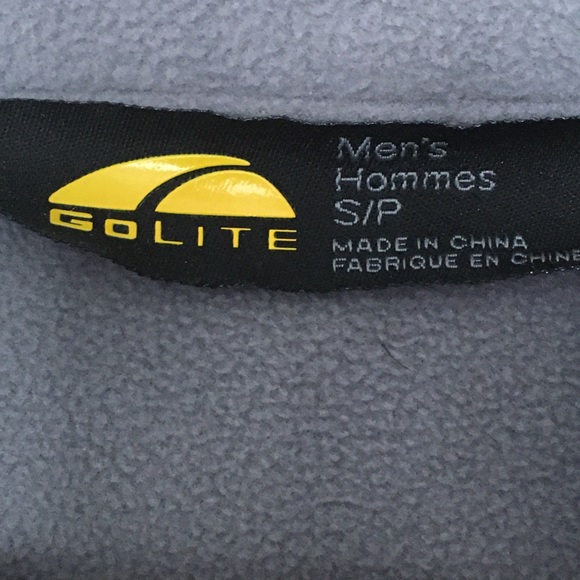 GOLITE
Men's
Hommes
S/P
MADE IN CHINA
FABRIQUE EN CHINE